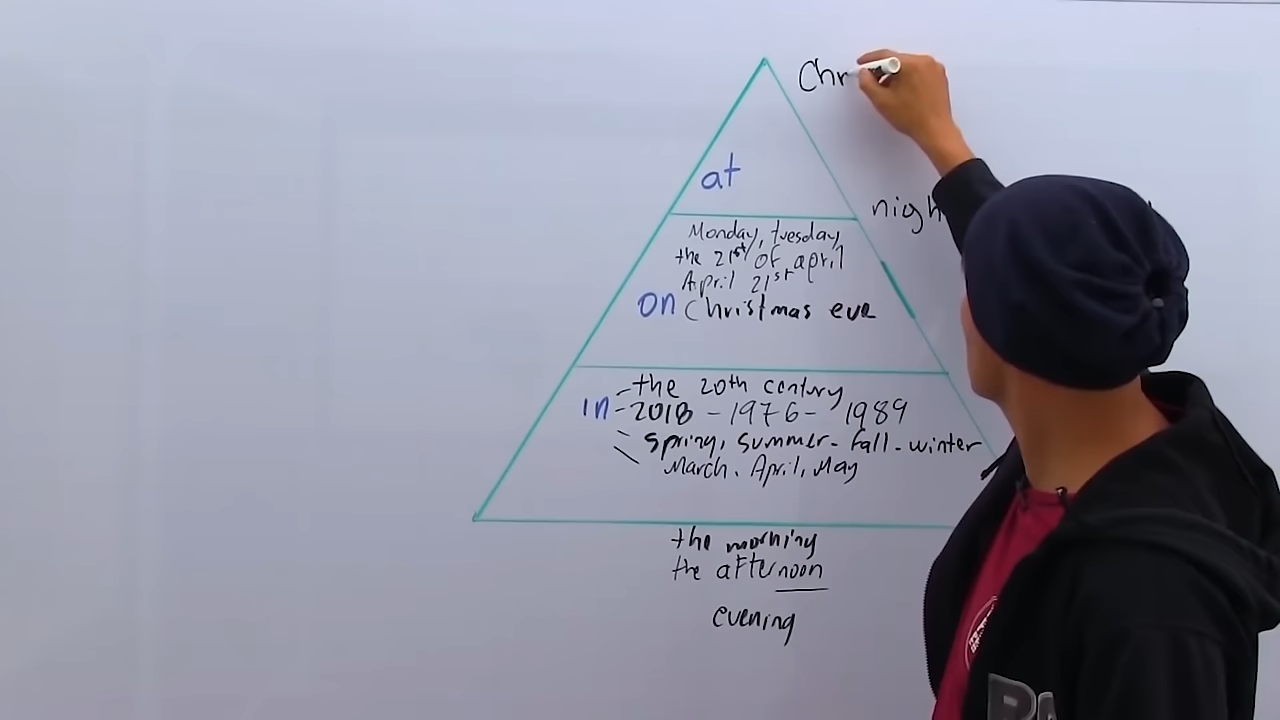 Chr
at
nigh
Monday, tuesday,
the 21st of april
April 21st
on Christmas eve
in the 20th century
2018 - 1976 - 1989
spring, summer - fall - winter
March. April, May
the morning
the afternoon
evening